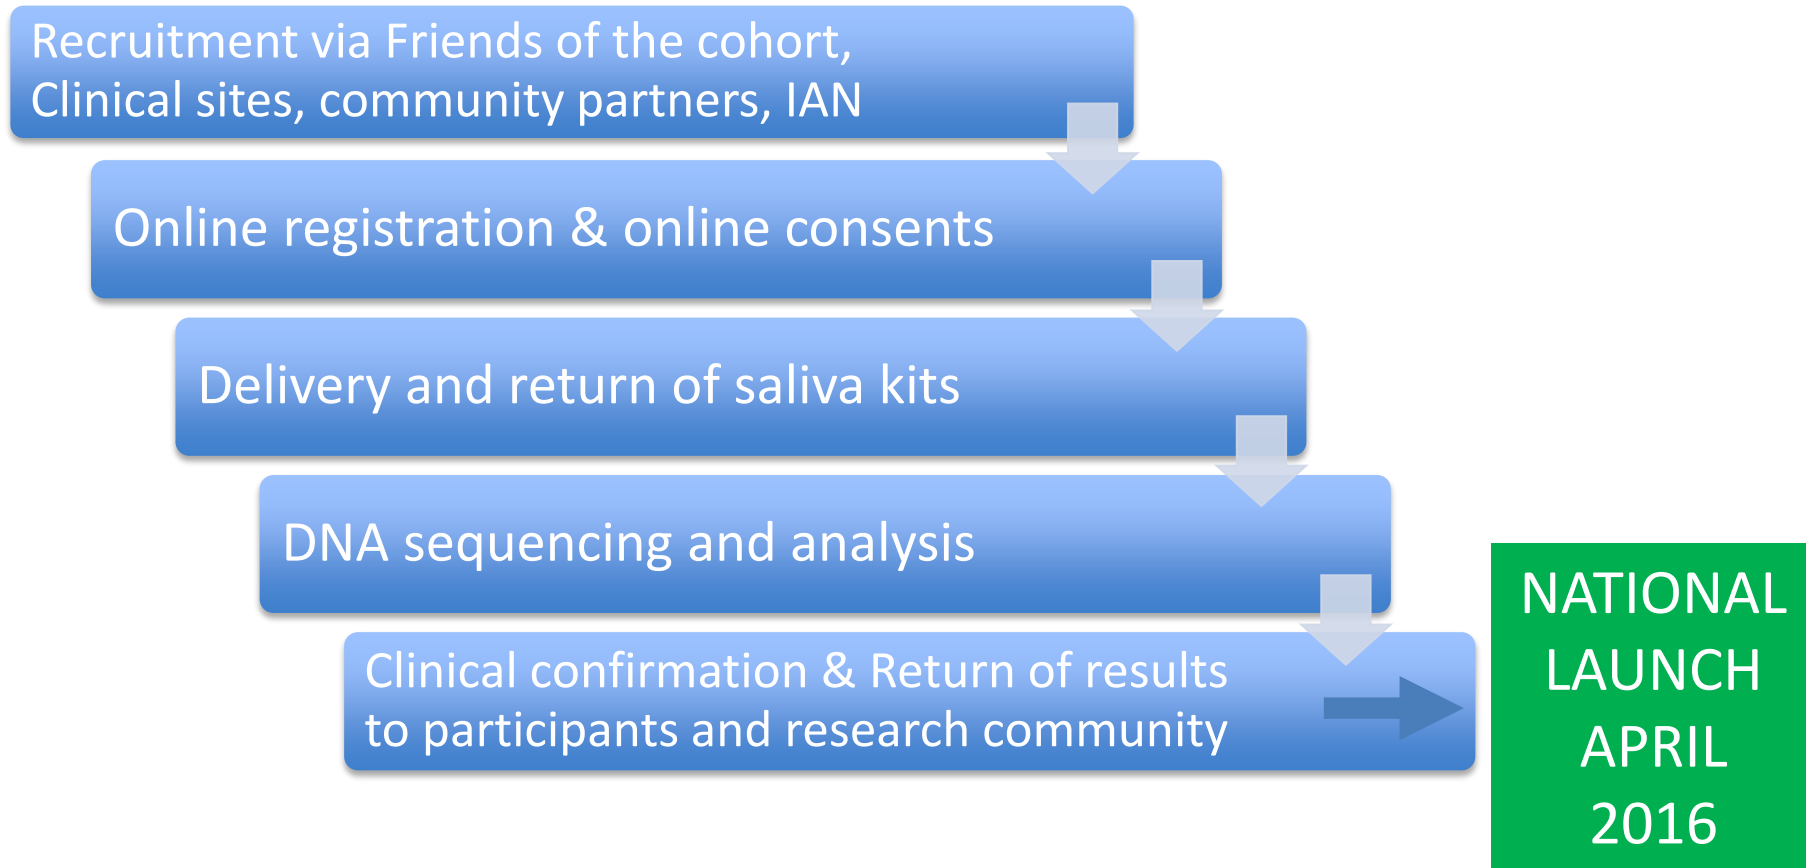 Recruitment via Friends of the cohort,
Clinical sites, community partners, IAN
Online registration & online consents
Delivery and return of saliva kits
DNA sequencing and analysis
Clinical confirmation & Return of results
to participants and research community
NATIONAL
LAUNCH
APRIL
2016